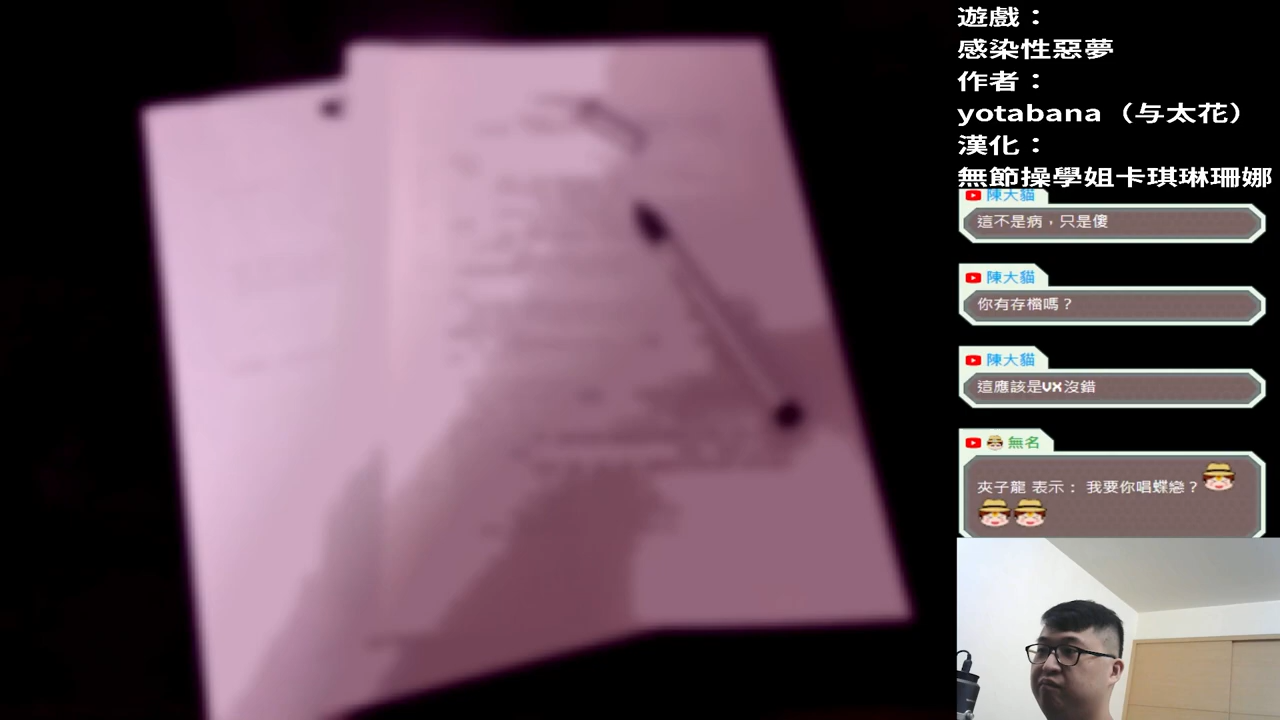 遊戲：
感染性惡夢
作者：
yotabana（与太花）
漢化：
無節操學姐卡琪琳珊娜
陳大貓
這不是病，只是傻
陳大貓
你有存檔嗎？
陳大貓
這應該是VX沒錯
無名
夾子龍 表示： 我要你唱蝶戀？